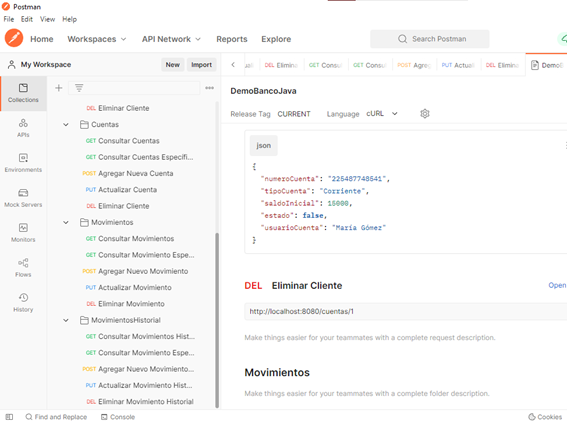 Postman
File Edit View Help
Home Workspaces API Network Reports Explore Search Postman
My Workspace New Import
Elimina GET Consu GET Consu POST Agreg PUT Actual DEL Elimina DemoB
Collections
APIs
Environments
Mock Servers
Monitors
Flows
History
DEL Eliminar Cliente
Cuentas
GET Consultar Cuentas
GET Consultar Cuentas Especifi...
POST Agregar Nueva Cuenta
PUT Actualizar Cuenta
DEL Eliminar Cliente
Movimientos
GET Consultar Movimientos
GET Consultar Movimiento Espe...
POST Agregar Nuevo Movimiento
PUT Actualizar Movimiento
DEL Eliminar Movimiento
MovimientosHistorial
GET Consultar Movimientos Hist...
GET Consultar Movimiento Espe...
POST Agregar Nuevo Movimiento...
PUT Actualizar Movimiento Hist...
DEL Eliminar Movimiento Historial
DemoBancoJava
Release Tag CURRENT Language cURL
json
{
"numeroCuenta": "225487748541",
"tipoCuenta": "Corriente",
"saldoInicial": 15000,
"estado": false,
"usuarioCuenta": "María Gómez"
}
DEL Eliminar Cliente Open
http://localhost:8080/cuentas/1
Make things easier for your teammates with a complete request description.
Movimientos
Make things easier for your teammates with a complete folder description.
Find and Replace Console Cookies